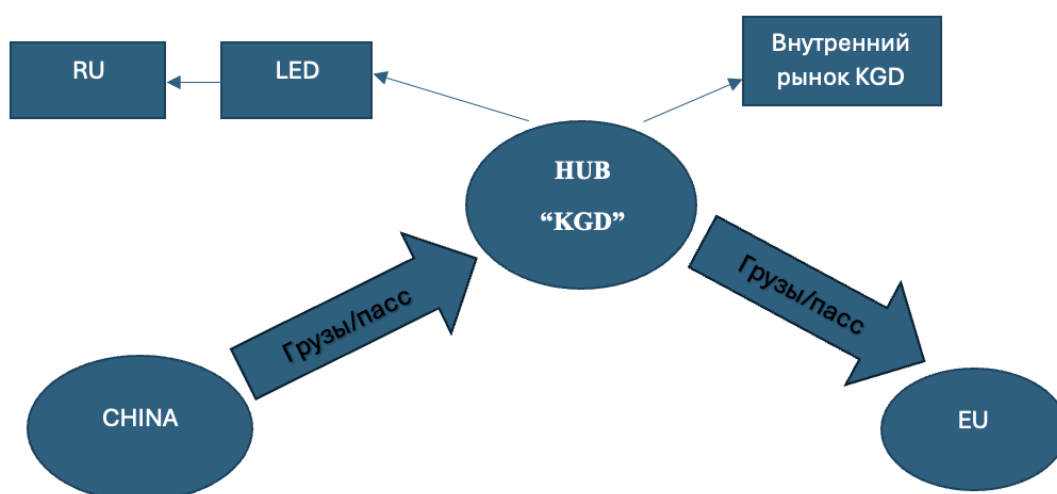 RU
LED
Внутренний
рынок KGD
HUB
“KGD”
Грузы/пасс
Грузы/пасс
CHINA
EU